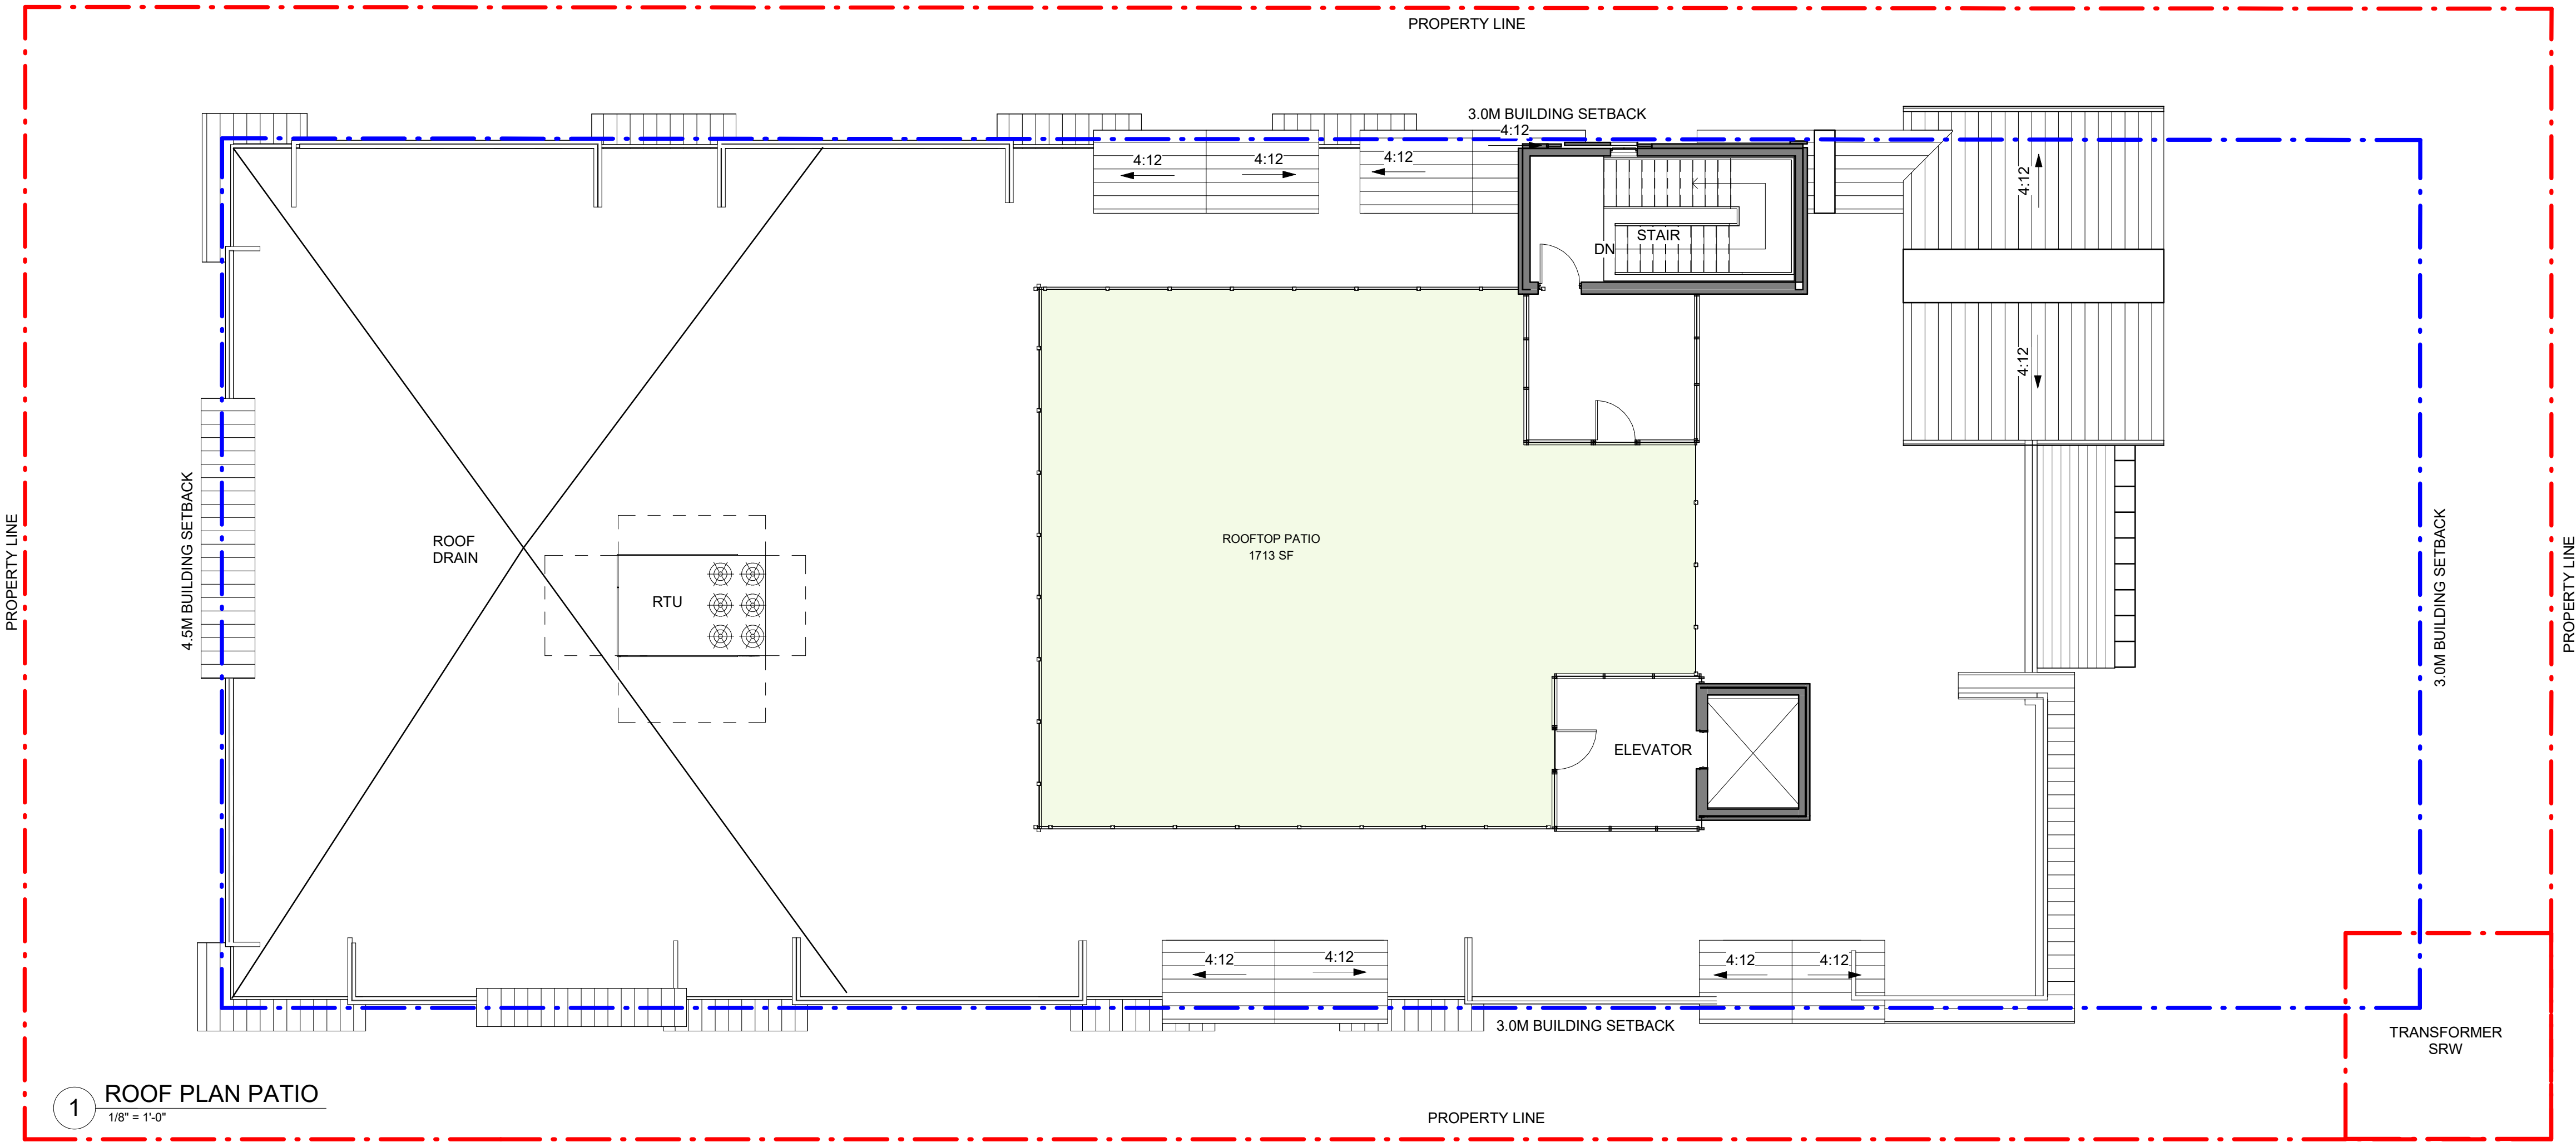 PROPERTY LINE
3.0M BUILDING SETBACK
4:12
4:12
4:12
4:12
4:12
STAIR
DN
4:12
4:12
PROPERTY LINE
4.5M BUILDING SETBACK
ROOF
DRAIN
RTU
ROOFTOP PATIO
1713 SF
ELEVATOR
3.0M BUILDING SETBACK
PROPERTY LINE
4:12
4:12
4:12
4:12
3.0M BUILDING SETBACK
TRANSFORMER
SRW
1
ROOF PLAN PATIO
1/8" = 1'-0"
PROPERTY LINE